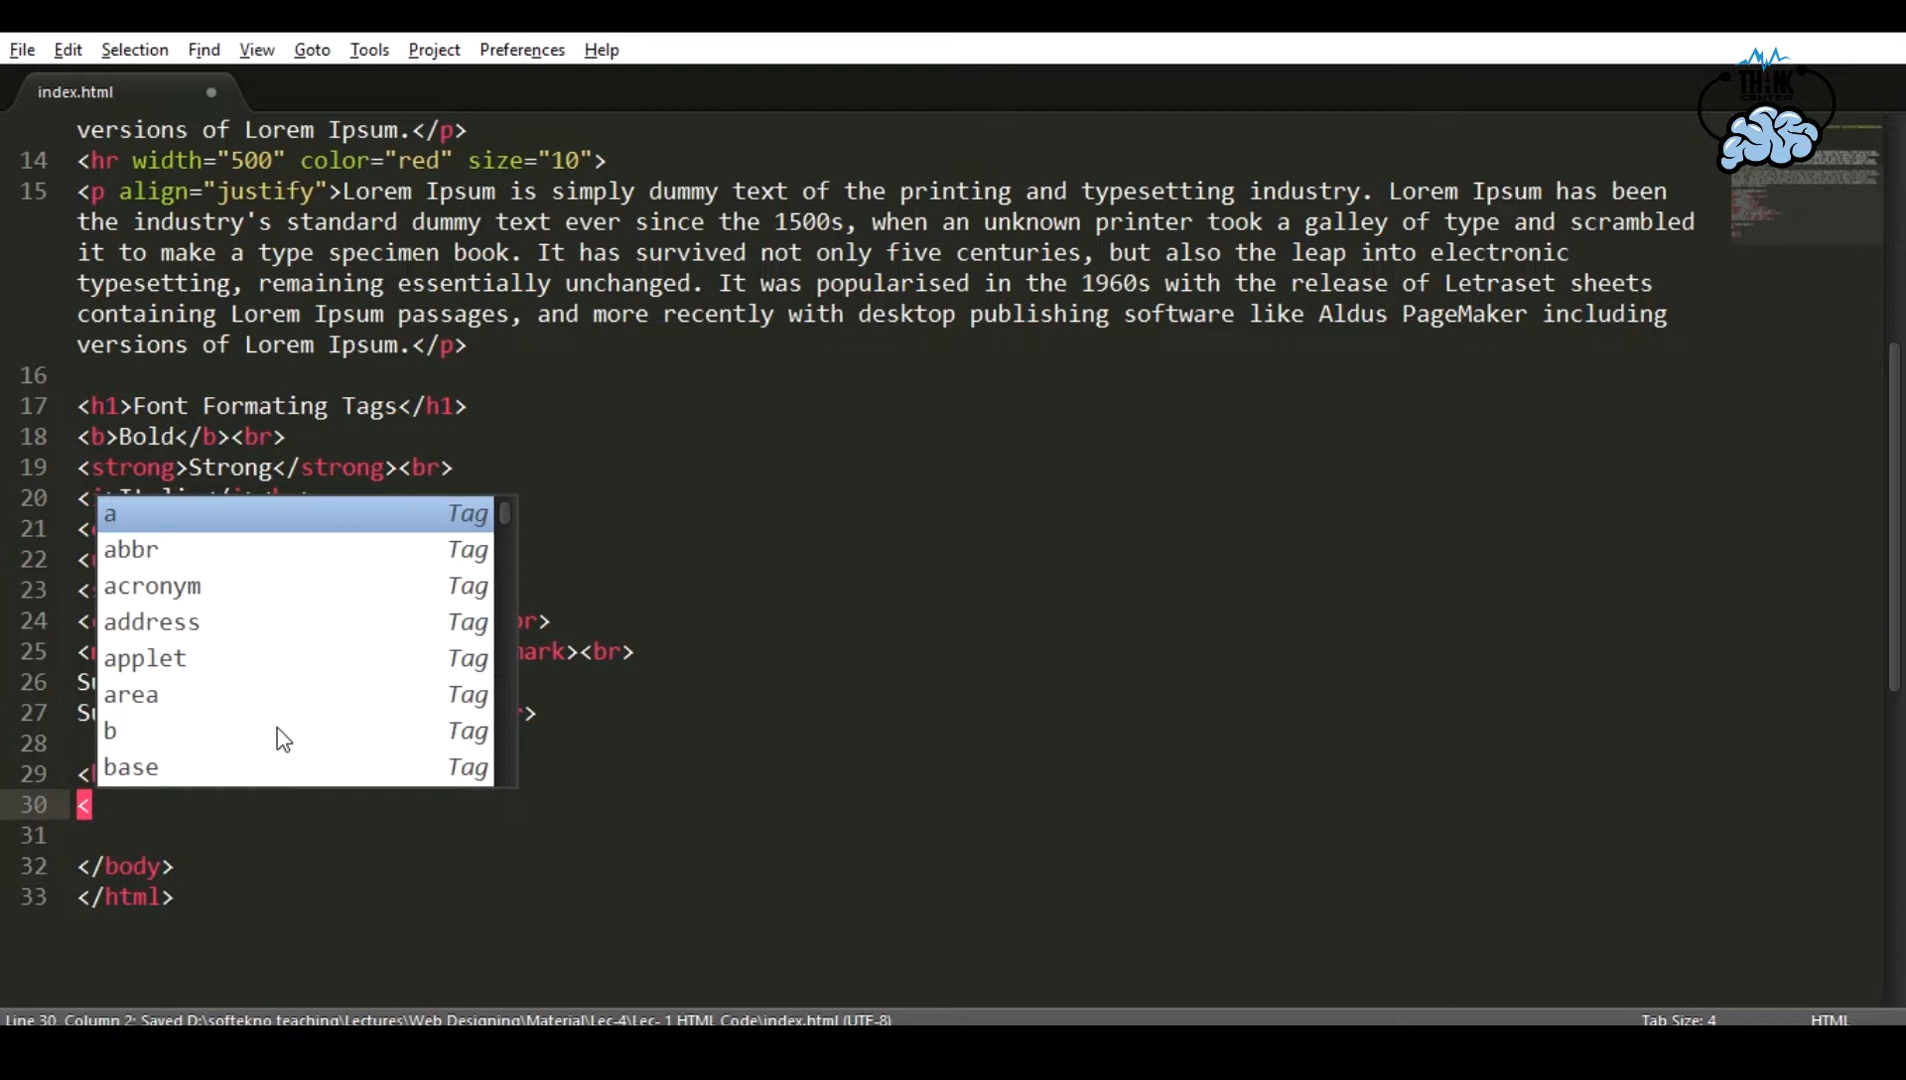 File Edit Selection Find View Goto Tools Project Preferences Help
THiNK
CENTER
index.html
versions of Lorem Ipsum.</p>
14 <hr width="500" color="red" size="10">
15 <p align="justify">Lorem Ipsum is simply dummy text of the printing and typesetting industry. Lorem Ipsum has been
the industry's standard dummy text ever since the 1500s, when an unknown printer took a galley of type and scrambled
it to make a type specimen book. It has survived not only five centuries, but also the leap into electronic
typesetting, remaining essentially unchanged. It was popularised in the 1960s with the release of Letraset sheets
containing Lorem Ipsum passages, and more recently with desktop publishing software like Aldus PageMaker including
versions of Lorem Ipsum.</p>
16
17 <h1>Font Formating Tags</h1>
18 <b>Bold</b><br>
19 <strong>Strong</strong><br>
20 <
a Tag
21 <
abbr Tag
22 <
acronym Tag
23 <
address Tag
24 < br>
applet Tag
25 < mark><br>
area Tag
26 Su
27 Su >
b Tag
28
base Tag
29 <
30 <
31
32 </body>
33 </html>
Line 30, Column 2; Saved D:\softekno teaching\Lectures\Web Designing\Material\Lec-4\Lec- 1 HTML Code\index.html (UTF-8) Tab Size: 4 HTML